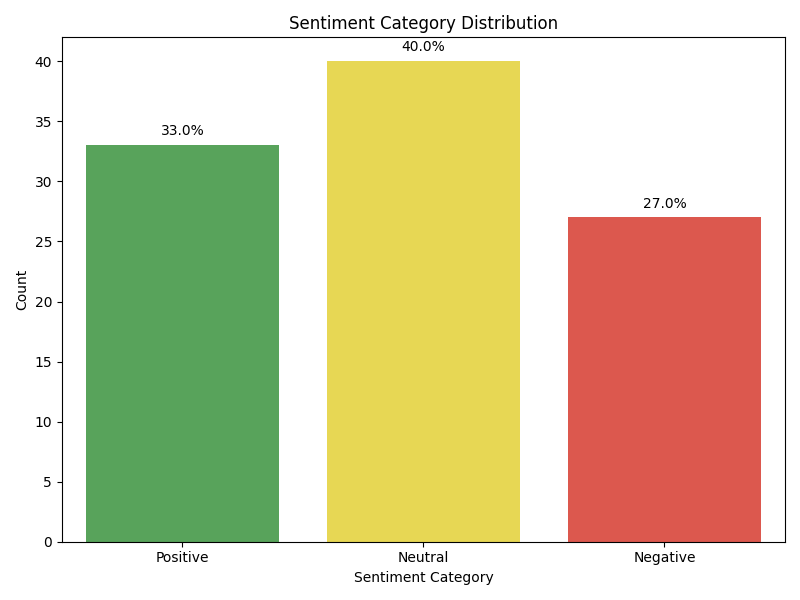 Sentiment Category Distribution
40.0%
33.0%
27.0%
40
35
30
25
20
15
10
5
0
Count
Positive
Neutral
Negative
Sentiment Category